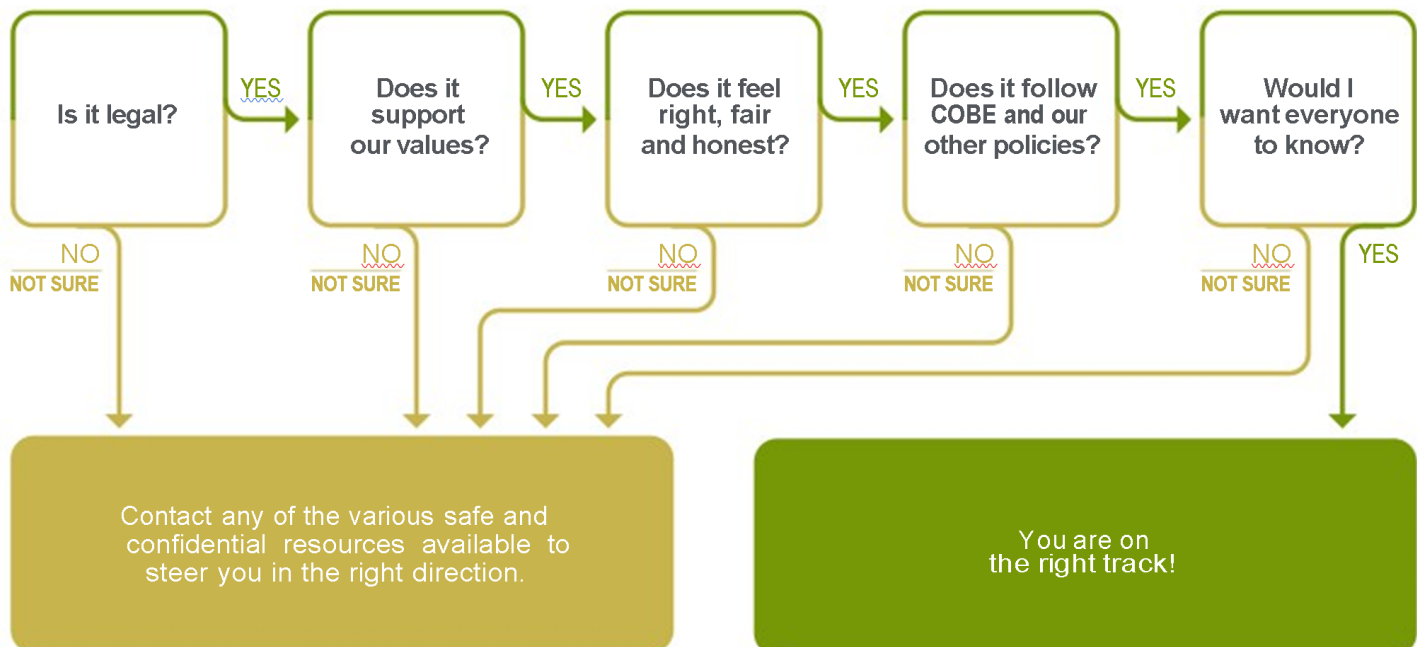 Is it legal?
YES
Does it
support
our values?
YES
Does it feel
right, fair
and honest?
YES
Does it follow
COBE and our
other policies?
YES
Would I
want everyone
to know?
NO
NOT SURE
NO
NOT SURE
NO
NOT SURE
NO
NOT SURE
NO
NOT SURE
YES
Contact any of the various safe and
confidential resources available to
steer you in the right direction.
You are on
the right track!